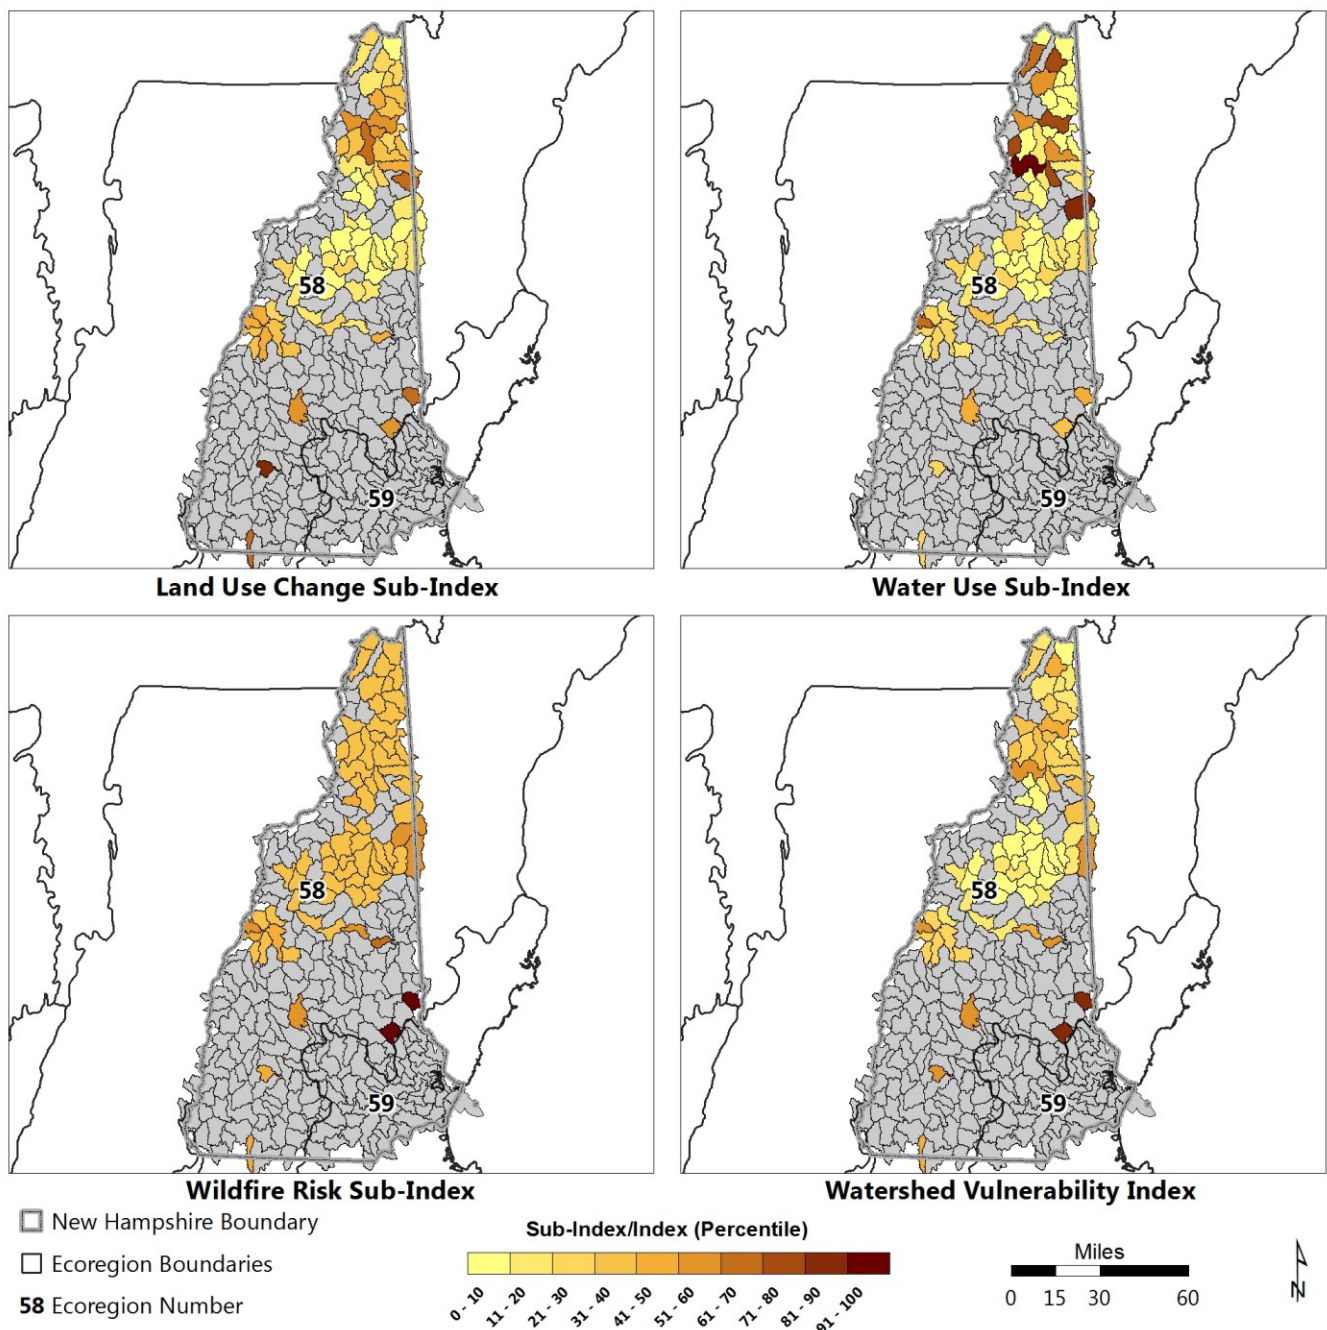 58
59
58
59
Land Use Change Sub-Index
Water Use Sub-Index
58
59
58
59
Wildfire Risk Sub-Index
Watershed Vulnerability Index
New Hampshire Boundary
Ecoregion Boundaries
58 Ecoregion Number
Sub-Index/Index (Percentile)
0 - 10
11 - 20
21 - 30
31 - 40
41 - 50
51 - 60
61 - 70
71 - 80
81 - 90
91 - 100
Miles
0 15 30 60
N